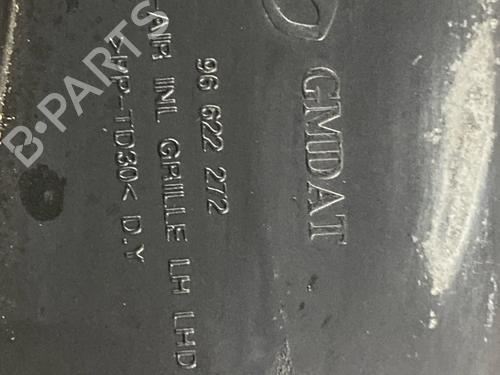 GMDAT
96 622 272
-AIR INL GRILLE LH LHD
>PP-TD30< D.Y
B·PARTS